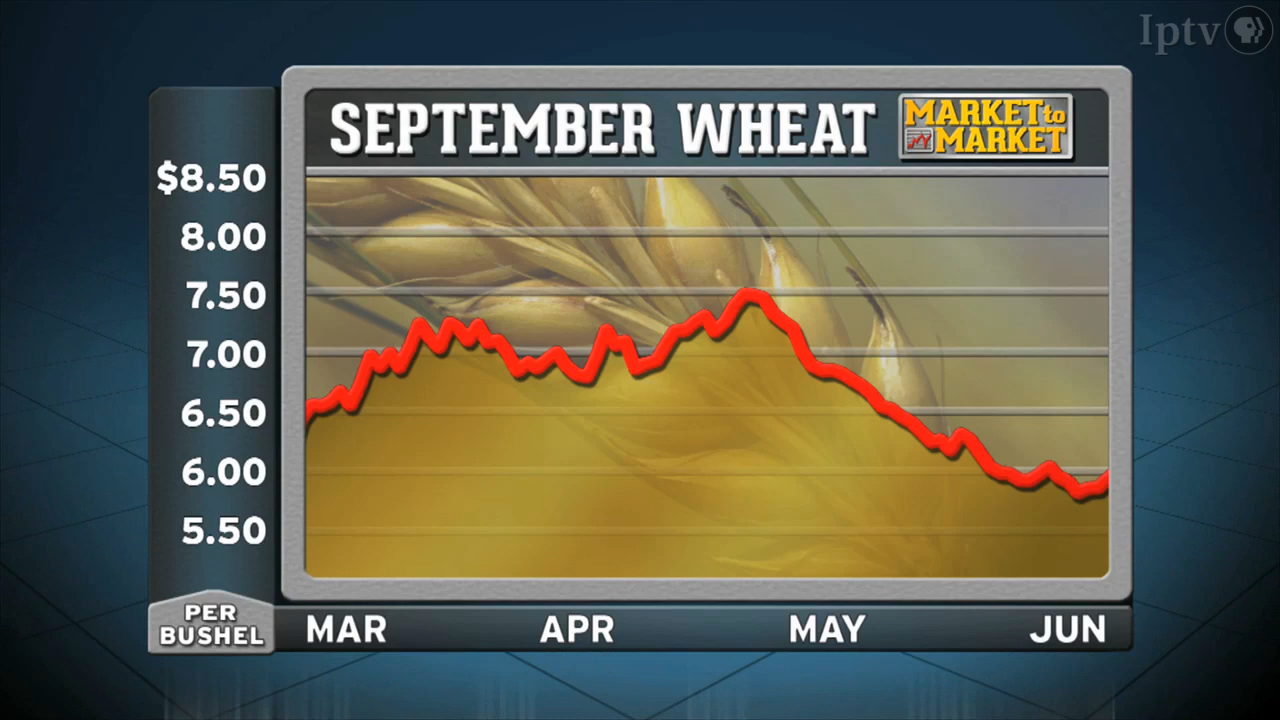 Iptv
SEPTEMBER WHEAT
MARKET to
MARKET
$8.50
8.00
7.50
7.00
6.50
6.00
5.50
PER
BUSHEL
MAR APR MAY JUN